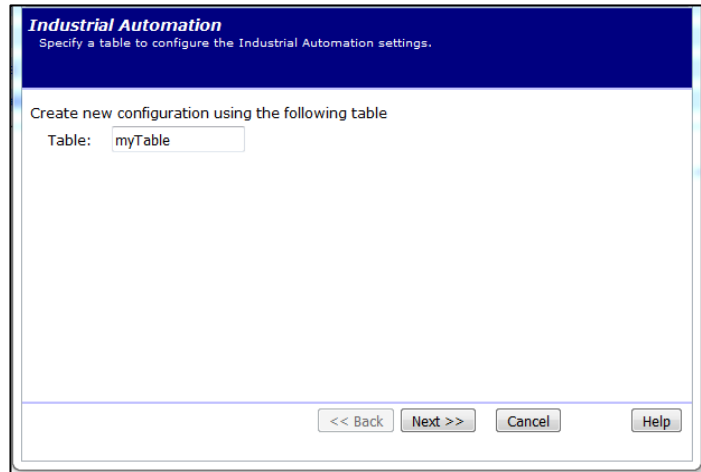 Industrial Automation
Specify a table to configure the Industrial Automation settings.
Create new configuration using the following table
Table: myTable
<< Back Next >> Cancel Help